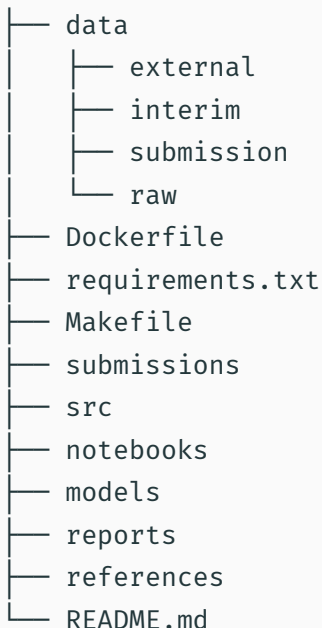 ├── data
│   ├── external
│   ├── interim
│   ├── submission
│   └── raw
├── Dockerfile
├── requirements.txt
├── Makefile
├── submissions
├── src
├── notebooks
├── models
├── reports
├── references
└── README.md